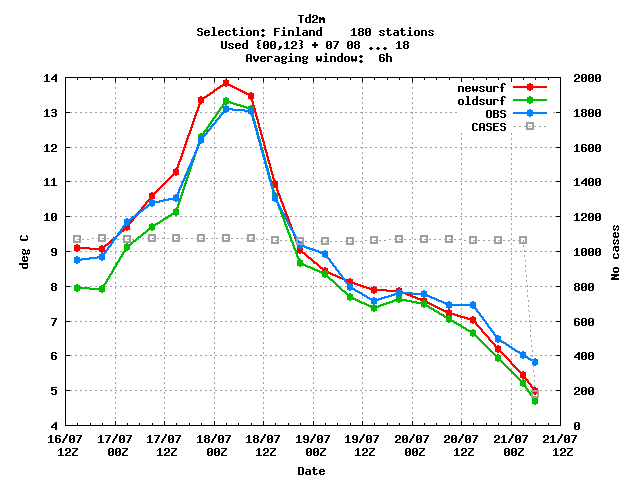 Td2m
Selection: Finland    180 stations
Used {00,12} + 07 08 ... 18
Averaging window:  6h
newsurf
oldsurf
OBS
CASES
14 2000
13 1800
12 1600
11 1400
10 1200
9 1000
8 800
7 600
6 400
5 200
4 0
deg C
No cases
16/07 17/07 17/07 18/07 18/07 19/07 19/07 20/07 20/07 21/07 21/07
12Z 00Z 12Z 00Z 12Z 00Z 12Z 00Z 12Z 00Z 12Z
Date